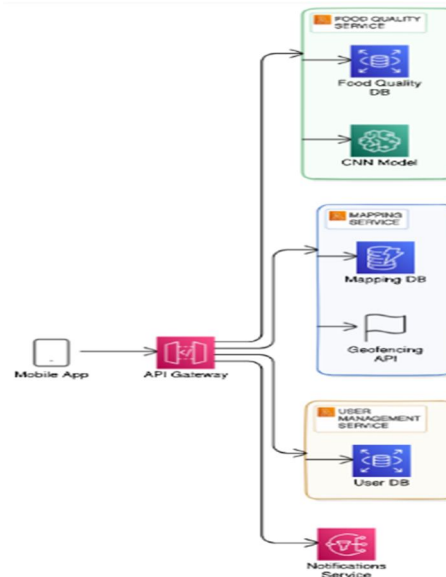 FOOD QUALITY
SERVICE
Food Quality
DB
CNN Model
MAPPING
SERVICE
Mapping DB
Geofencing
API
Mobile App
API Gateway
USER
MANAGEMENT
SERVICE
User DB
Notifications
Service